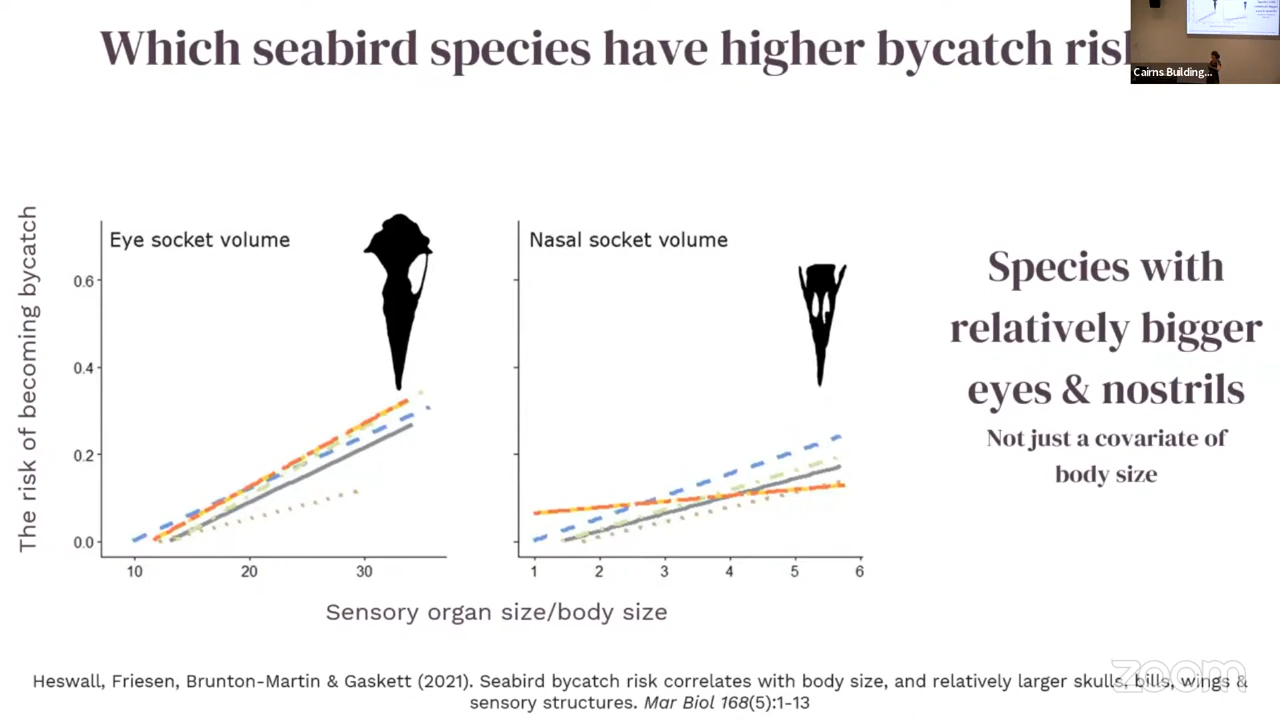 Which seabird species have higher bycatch ris
Cairns Building...
The risk of becoming bycatch
Eye socket volume
0.6
0.4
0.2
0.0
10 20 30
Nasal socket volume
1 2 3 4 5 6
Sensory organ size/body size
Species with
relatively bigger
eyes & nostrils
Not just a covariate of
body size
Heswall, Friesen, Brunton-Martin & Gaskett (2021). Seabird bycatch risk correlates with body size, and relatively larger skulls, bills, wings &
sensory structures. Mar Biol 168(5):1-13
zoom